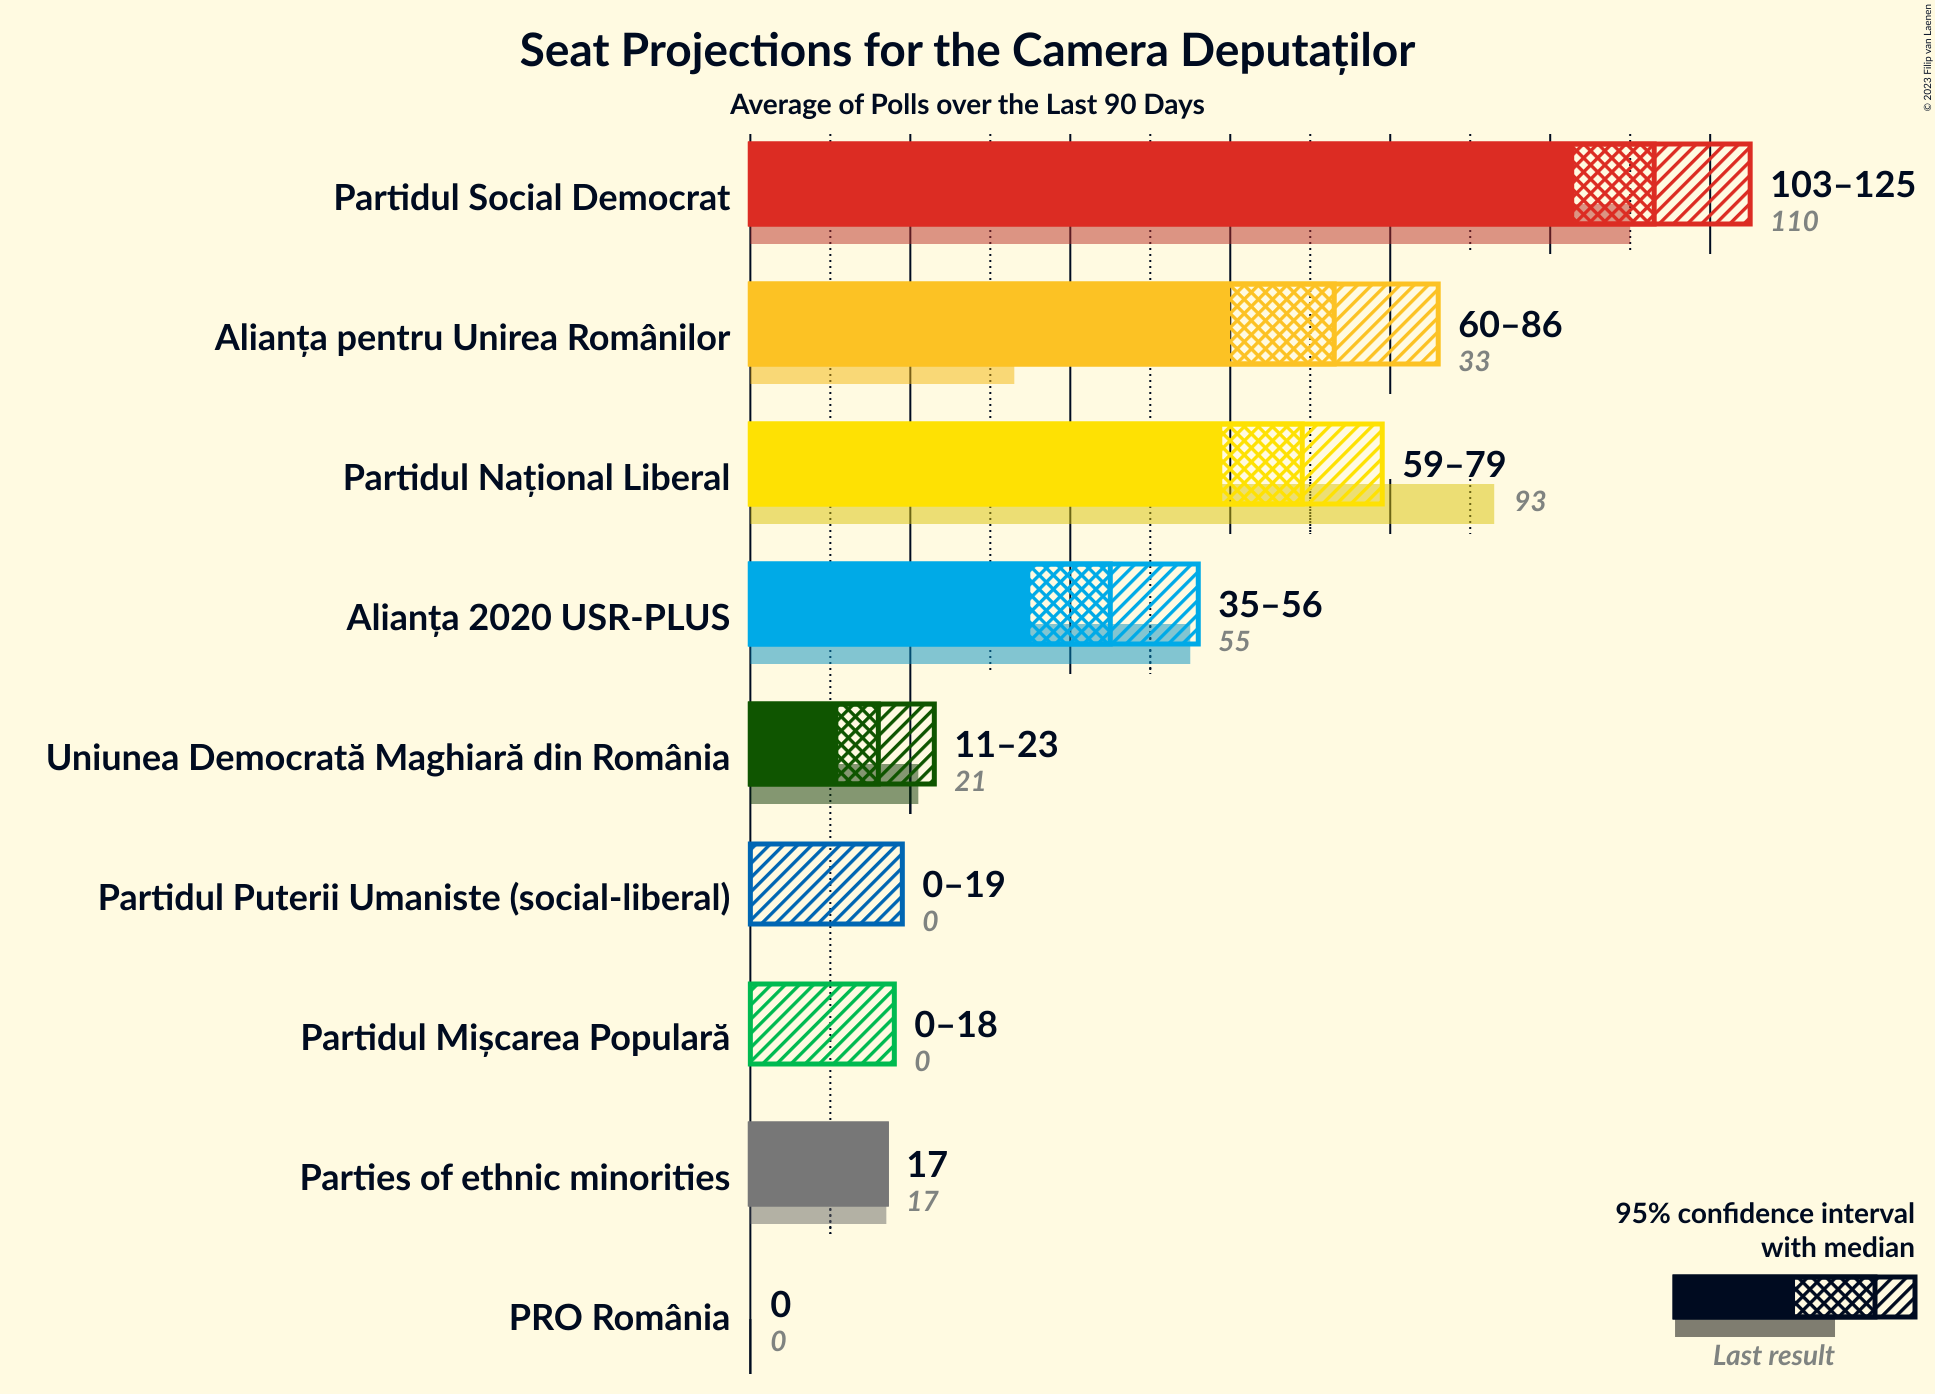 Seat Projections for the Camera Deputaților
Average of Polls over the Last 90 Days
© 2023 Filip van Laenen
Partidul Social Democrat
103–125
110
Alianța pentru Unirea Românilor
60–86
33
Partidul Național Liberal
59–79
93
Alianța 2020 USR-PLUS
35–56
55
Uniunea Democrată Maghiară din România
11–23
21
Partidul Puterii Umaniste (social-liberal)
0–19
0
Partidul Mișcarea Populară
0–18
0
Parties of ethnic minorities
17
17
PRO România
0
0
95% confidence interval
with median
Last result